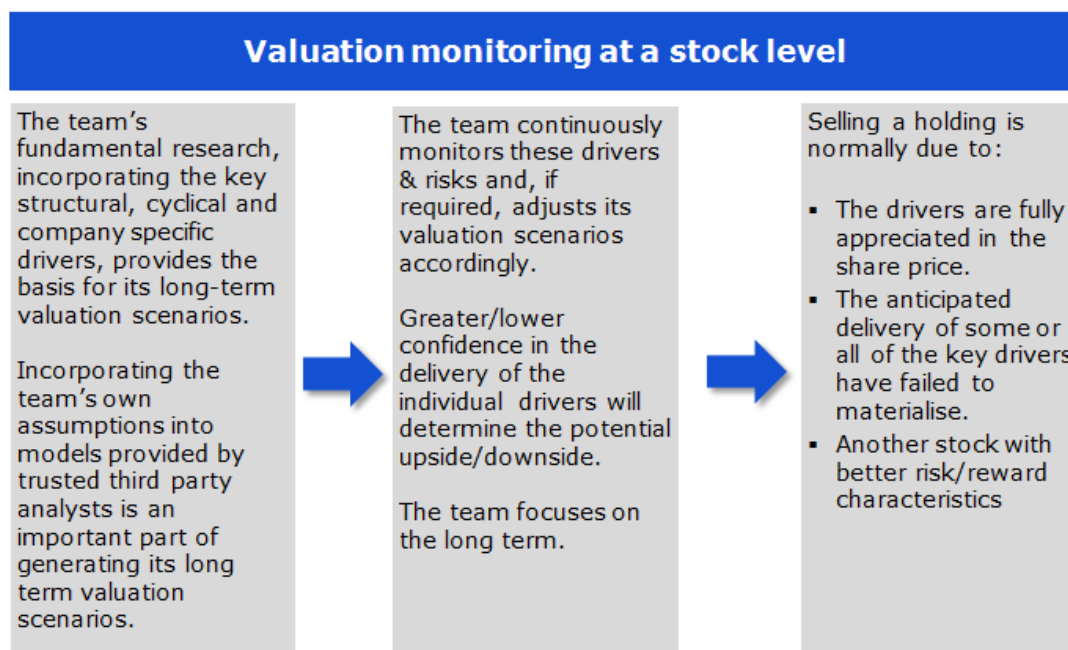 Valuation monitoring at a stock level
The team's
fundamental research,
incorporating the key
structural, cyclical and
company specific
drivers, provides the
basis for its long-term
valuation scenarios.
Incorporating the
team's own
assumptions into
models provided by
trusted third party
analysts is an
important part of
generating its long
term valuation
scenarios.
The team continuously
monitors these drivers
& risks and, if
required, adjusts its
valuation scenarios
accordingly.
Greater/lower
confidence in the
delivery of the
individual drivers will
determine the potential
upside/downside.
The team focuses on
the long term.
Selling a holding is
normally due to:
▪ The drivers are fully
appreciated in the
share price.
▪ The anticipated
delivery of some or
all of the key drivers
have failed to
materialise.
▪ Another stock with
better risk/reward
characteristics